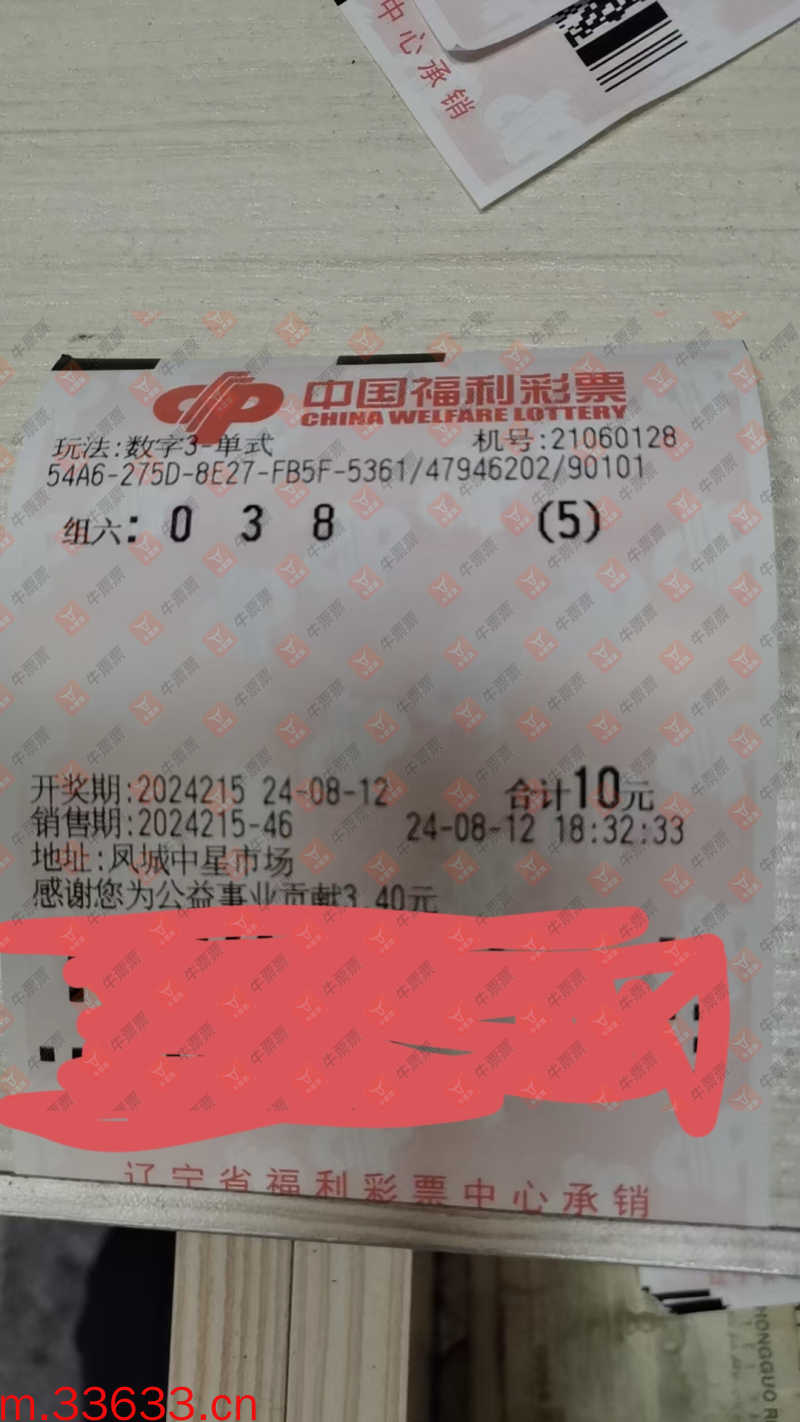 中心承销
中国福利彩票
CHINA WELFARE LOTTERY
玩法:数字3-单式 机号:21060128
54A6-275D-8E27-FB5F-5361/47946202/90101
组六: 0 3 8 (5)
开奖期:2024215 24-08-12 合计10元
销售期:2024215-46 24-08-12 18:32:33
地址:凤城中星市场
感谢您为公益事业贡献3.40元
辽宁省福利彩票中心承销
HONGGUO
m.33633.cn
牛票票